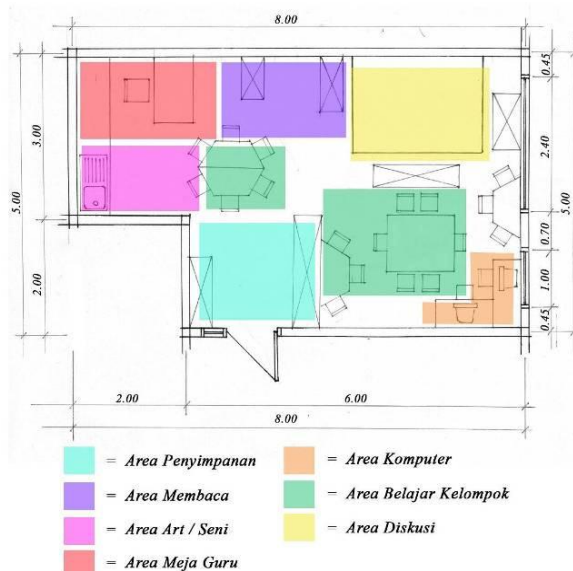 8.00
0.45
3.00
2.40
5.00
5.00
0.70
2.00
1.00
0.45
2.00
6.00
8.00
= Area Penyimpanan
= Area Komputer
= Area Membaca
= Area Belajar Kelompok
= Area Art / Seni
= Area Diskusi
= Area Meja Guru